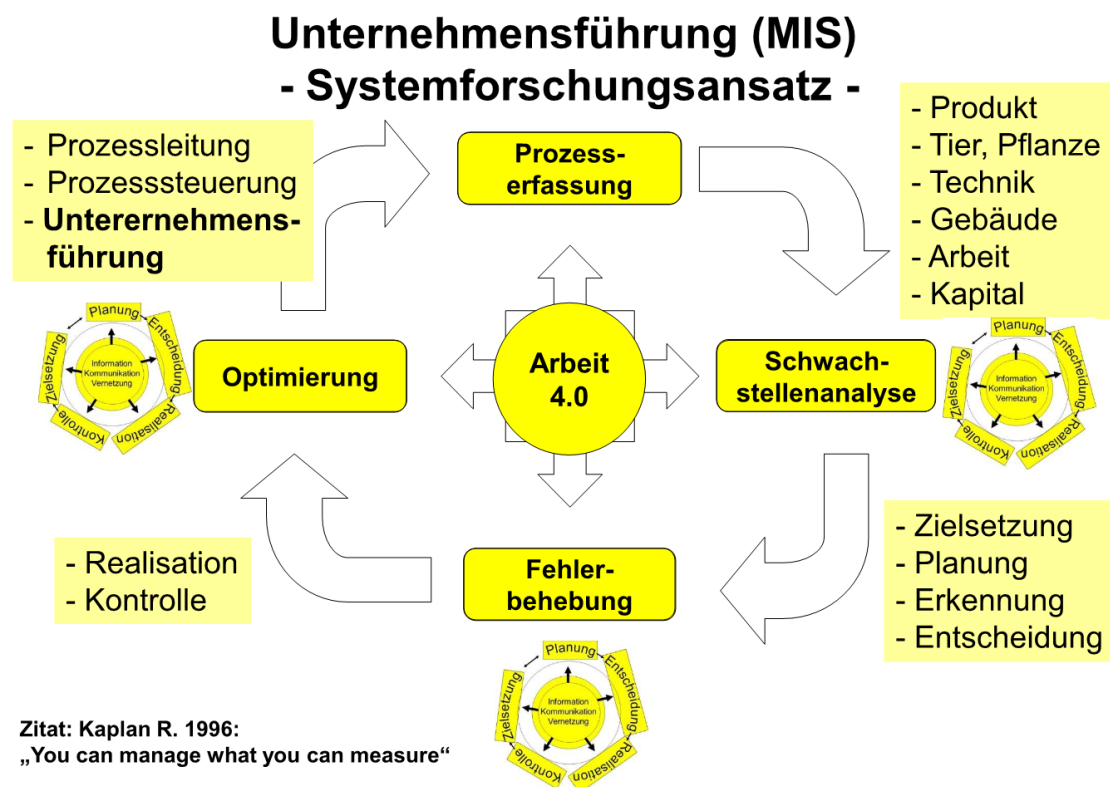 Unternehmensführung (MIS)
- Systemforschungsansatz -
- Prozessleitung
- Prozesssteuerung
- Unterernehmens-
führung
Prozess-
erfassung
- Produkt
- Tier, Pflanze
- Technik
- Gebäude
- Arbeit
- Kapital
Planung
Entscheidung
Realisation
Kontrolle
Zielsetzung
Information
Kommunikation
Vernetzung
Optimierung
Arbeit
4.0
Schwach-
stellenanalyse
Planung
Entscheidung
Realisation
Kontrolle
Zielsetzung
Information
Kommunikation
Vernetzung
- Realisation
- Kontrolle
Fehler-
behebung
- Zielsetzung
- Planung
- Erkennung
- Entscheidung
Planung
Entscheidung
Realisation
Kontrolle
Zielsetzung
Information
Kommunikation
Vernetzung
Zitat: Kaplan R. 1996:
„You can manage what you can measure“